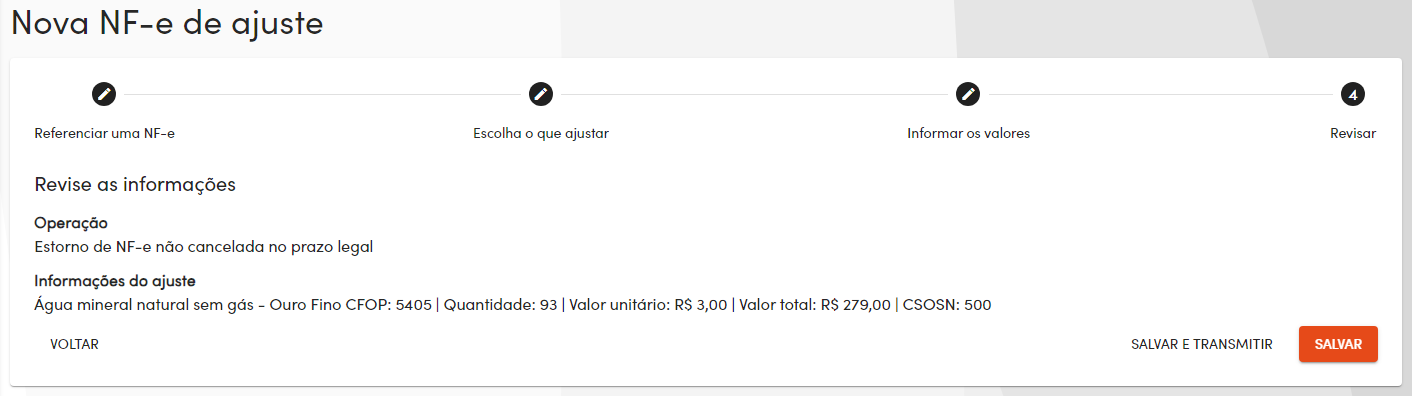 Nova NF-e de ajuste
4
Referenciar uma NF-e
Escolha o que ajustar
Informar os valores
Revisar
Revise as informações
Operação
Estorno de NF-e não cancelada no prazo legal
Informações do ajuste
Água mineral natural sem gás - Ouro Fino CFOP: 5405 | Quantidade: 93 | Valor unitário: R$ 3,00 | Valor total: R$ 279,00 | CSOSN: 500
VOLTAR
SALVAR E TRANSMITIR
SALVAR